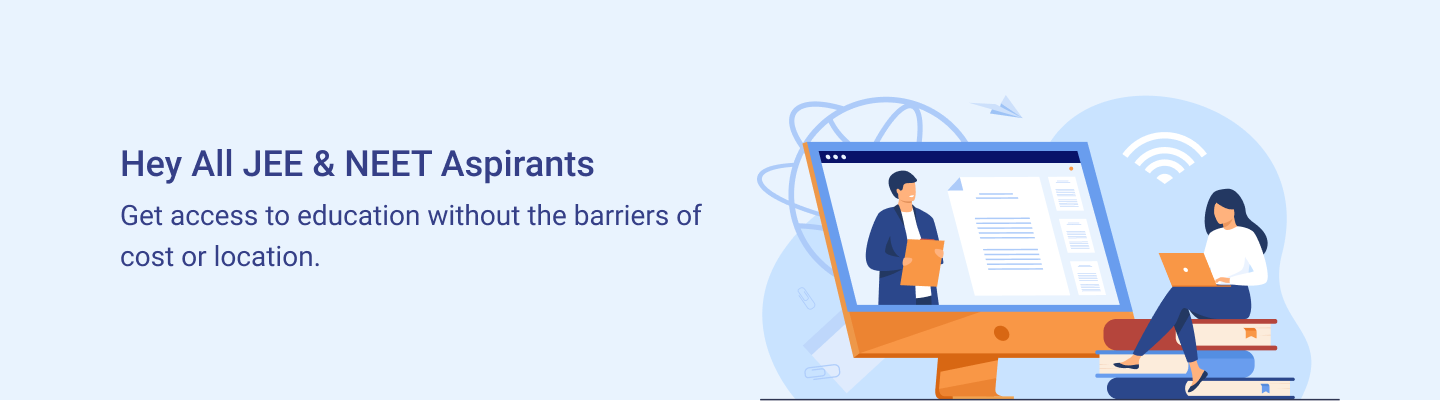 Hey All JEE & NEET Aspirants
Get access to education without the barriers of
cost or location.